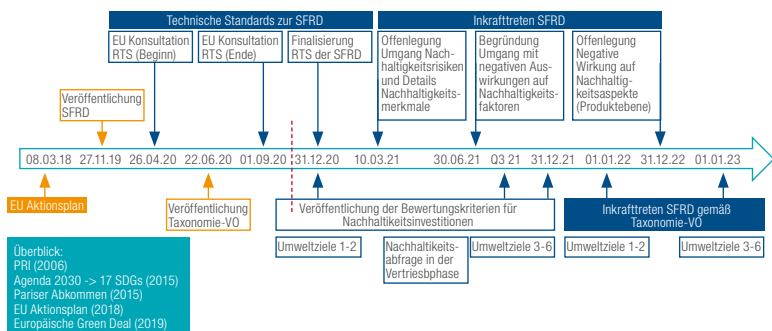 Technische Standards zur SFRD
Inkrafttreten SFRD
EU Konsultation
RTS (Beginn)
EU Konsultation
RTS (Ende)
Finalisierung
RTS der SFRD
Offenlegung
Umgang Nach-
haltigkeitsrisiken
und Details
Nachhaltigkeits-
merkmale
Begründung
Umgang mit
negativen Aus-
wirkungen auf
Nachhaltigkeits-
faktoren
Offenlegung
Negative
Wirkung auf
Nachhaltig-
keitsaspekte
(Produktebene)
Veröffentlichung
SFRD
08.03.18 27.11.19 26.04.20 22.06.20 01.09.20 31.12.20 10.03.21 30.06.21 Q3 21 31.12.21 01.01.22 31.12.22 01.01.23
EU Aktionsplan
Veröffentlichung
Taxonomie-VO
Veröffentlichung der Bewertungskriterien für
Nachhaltikeitsinvestitionen
Inkrafttreten SFRD gemäß
Taxonomie-VO
Umweltziele 1-2
Nachhaltikeits-
abfrage in der
Vertriebphase
Umweltziele 3-6
Umweltziele 1-2
Umweltziele 3-6
Überblick:
PRI (2006)
Agenda 2030 -> 17 SDGs (2015)
Pariser Abkommen (2015)
EU Aktionsplan (2018)
Europäische Green Deal (2019)